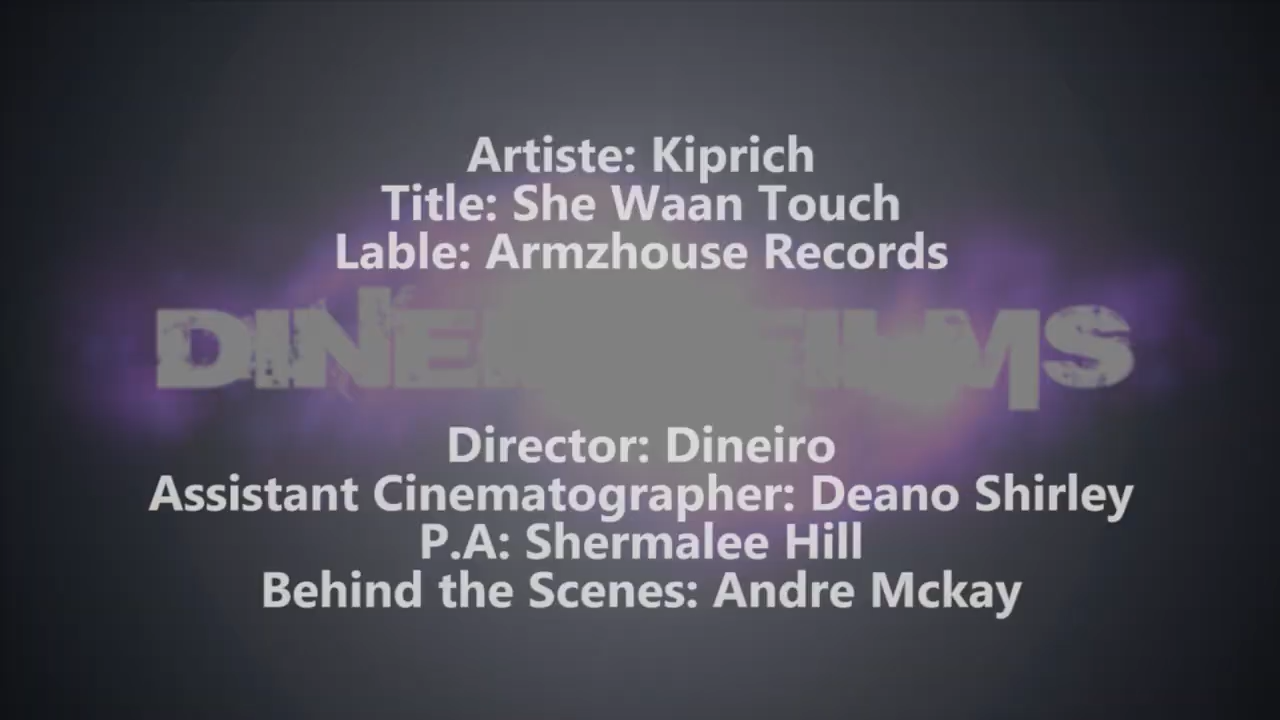 Artiste: Kiprich
Title: She Waan Touch
Lable: Armzhouse Records
Director: Dineiro
Assistant Cinematographer: Deano Shirley
P.A: Shermalee Hill
Behind the Scenes: Andre Mckay